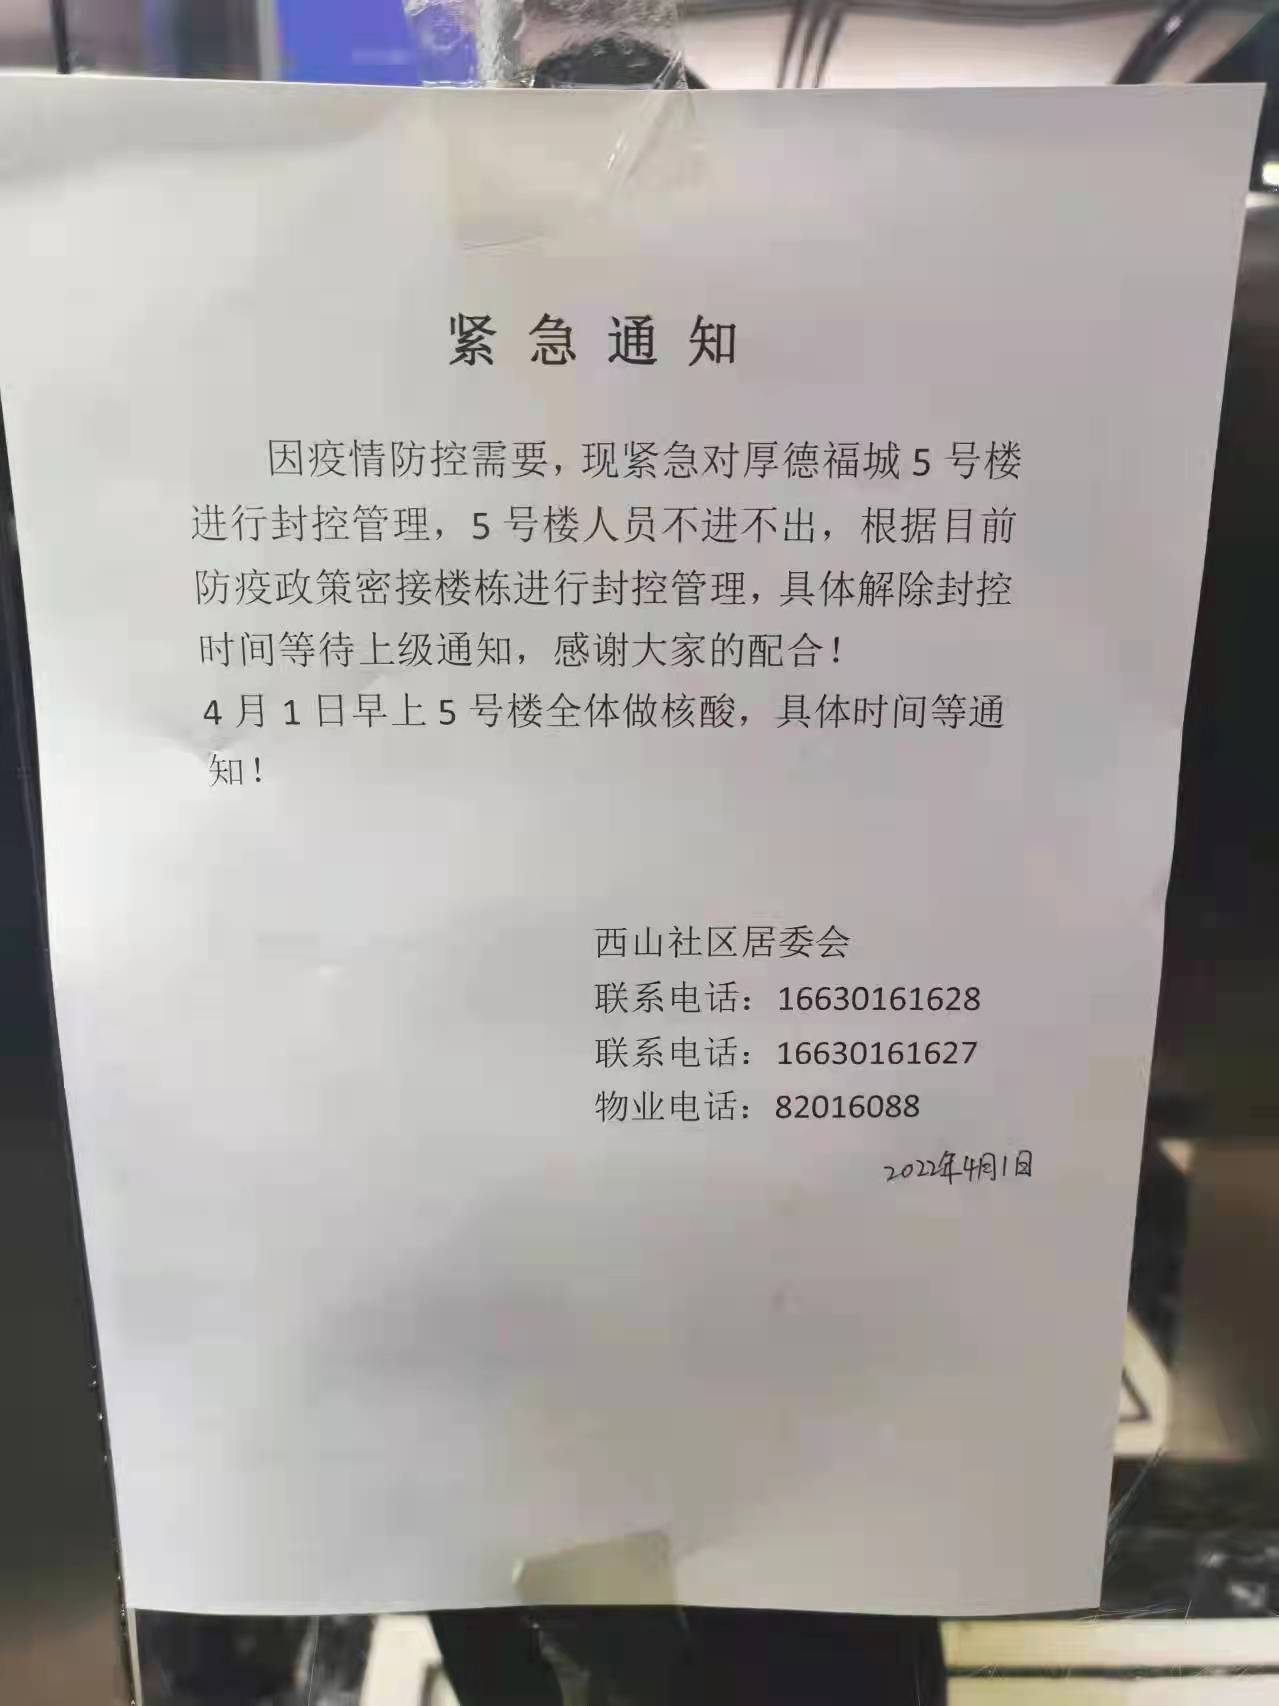 紧急通知
因疫情防控需要，现紧急对厚德福城5号楼
进行封控管理，5号楼人员不进不出，根据目前
防疫政策密接楼栋进行封控管理，具体解除封控
时间等待上级通知，感谢大家的配合！
4月1日早上5号楼全体做核酸，具体时间等通
知！
西山社区居委会
联系电话：16630161628
联系电话：16630161627
物业电话：82016088
2022年4月1日